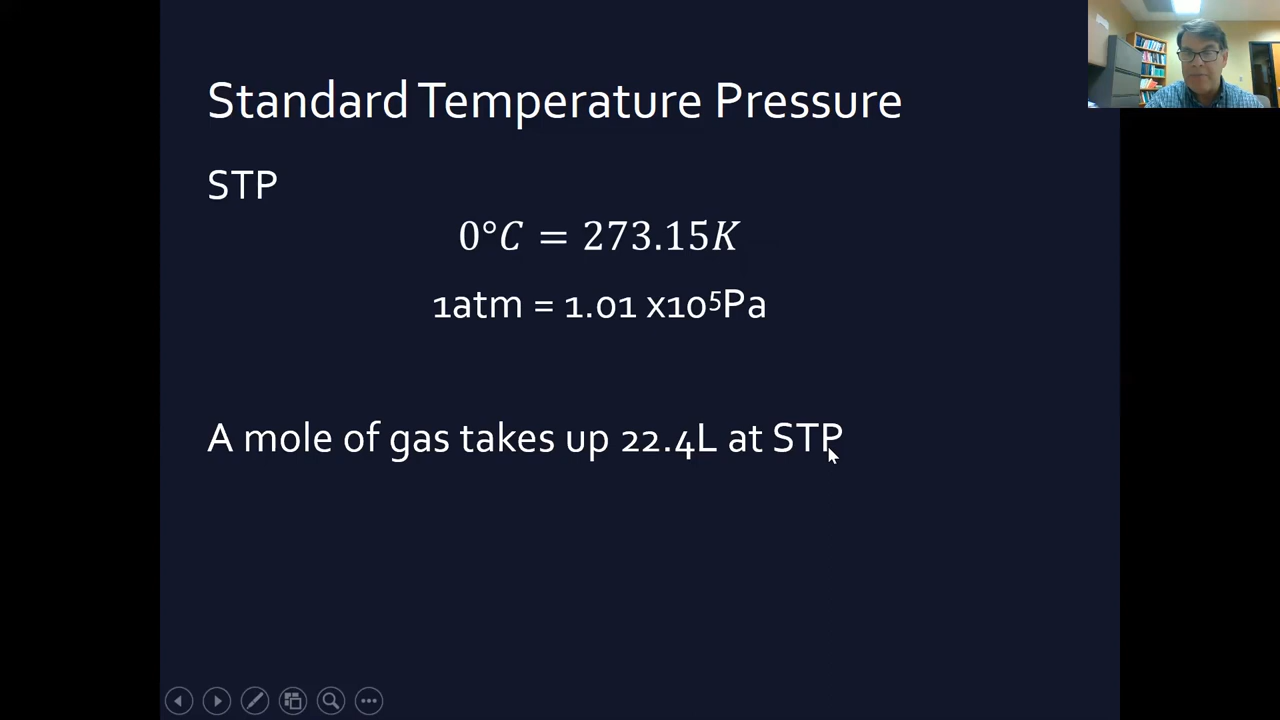 Standard Temperature Pressure
STP
0°C = 273.15K
1atm = 1.01 x10⁵Pa
A mole of gas takes up 22.4L at STP